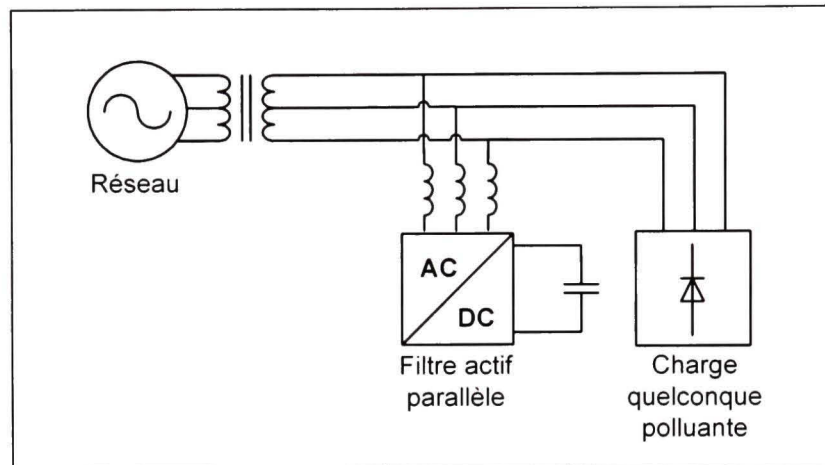 Réseau
AC
DC
Filtre actif
parallèle
Charge
quelconque
polluante